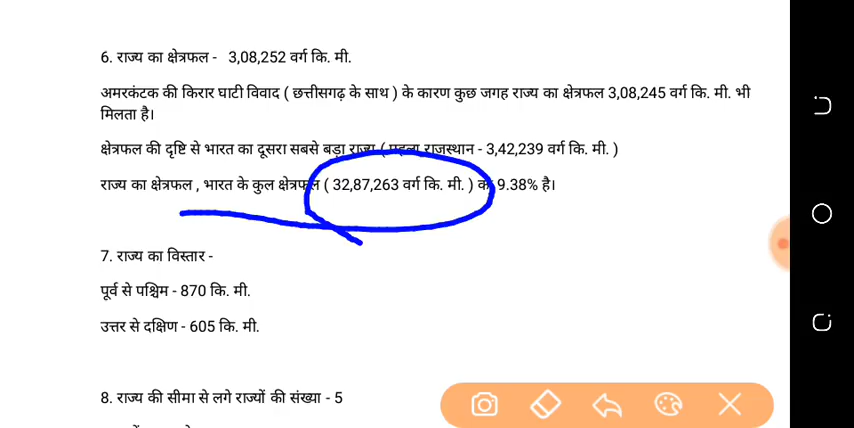 6. राज्य का क्षेत्रफल - 3,08,252 वर्ग कि. मी.
अमरकंटक की किरार घाटी विवाद ( छत्तीसगढ़ के साथ ) के कारण कुछ जगह राज्य का क्षेत्रफल 3,08,245 वर्ग कि. मी. भी
मिलता है।
क्षेत्रफल की दृष्टि से भारत का दूसरा सबसे बड़ा राज्य ( पहला राजस्थान - 3,42,239 वर्ग कि. मी. )
राज्य का क्षेत्रफल , भारत के कुल क्षेत्रफल ( 32,87,263 वर्ग कि. मी. ) का 9.38% है।
7. राज्य का विस्तार -
पूर्व से पश्चिम - 870 कि. मी.
उत्तर से दक्षिण - 605 कि. मी.
8. राज्य की सीमा से लगे राज्यों की संख्या - 5